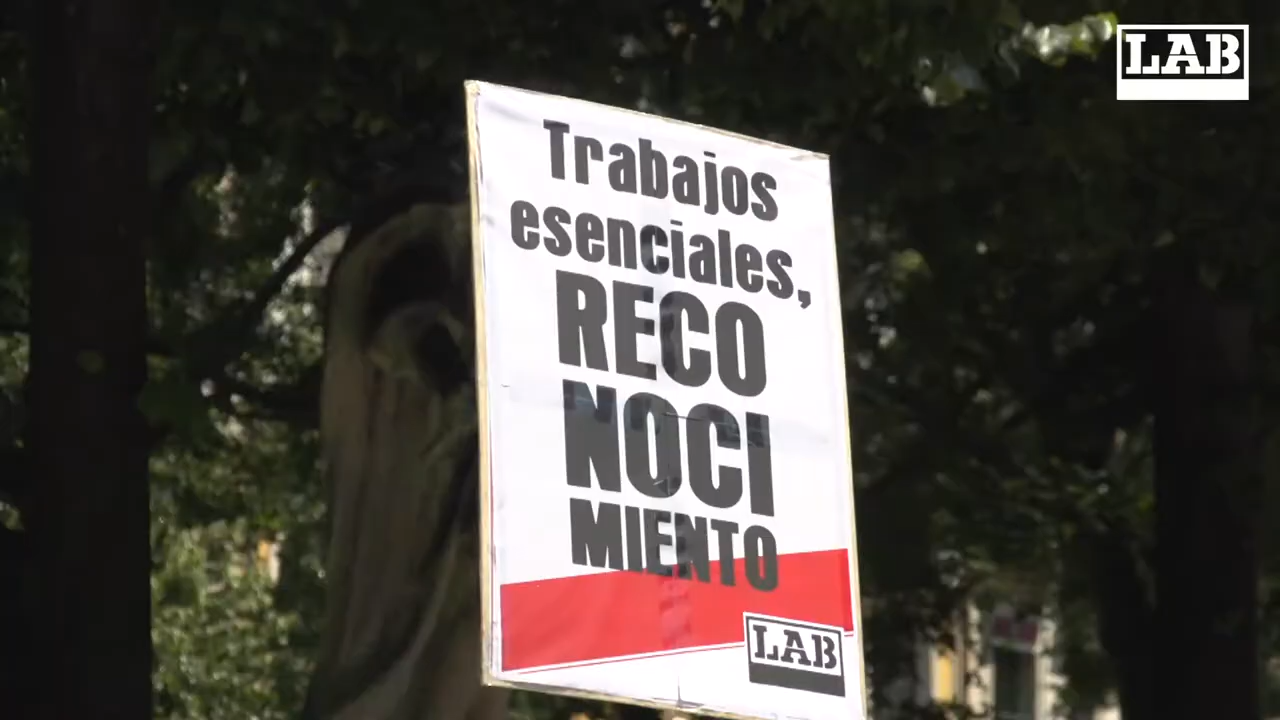 LAB
Trabajos
esenciales,
RECO
NOCI
MIENTO
LAB